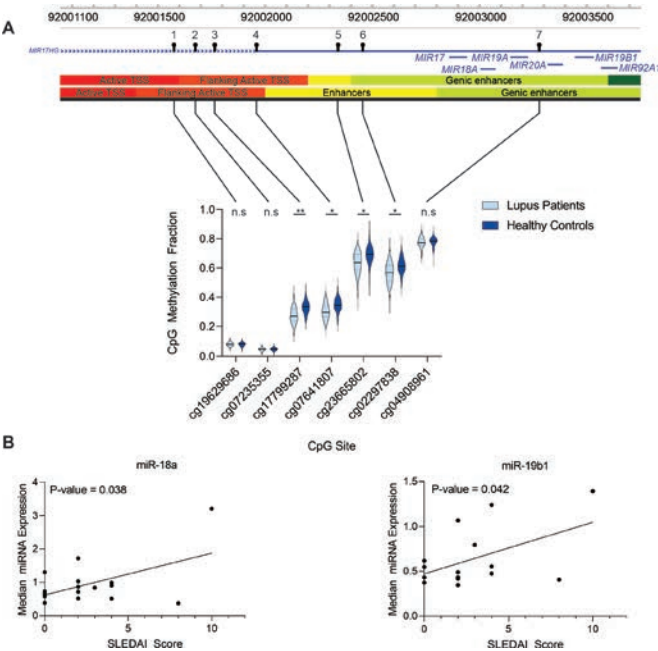 92001100 92001500 92002000 92002500 92003000 92003500
A
1 2 3 4 5 6 7
MIR17HG
MIR17 MIR19A MIR19B1
MIR18A MIR20A MIR92A1
Active TSS Flanking Active TSS Genic enhancers
Active TSS Flanking Active TSS Enhancers Genic enhancers
n.s n.s ** * * * n.s
Lupus Patients
Healthy Controls
CpG Methylation Fraction
1.0
0.8
0.6
0.4
0.2
0.0
cg19629686
cg07235355
cg17799287
cg07641807
cg23665802
cg02297838
cg04908961
CpG Site
B
miR-18a
P-value = 0.038
Median miRNA Expression
4
3
2
1
0
0 5 10
SLEDAI Score
miR-19b1
P-value = 0.042
Median miRNA Expression
1.5
1.0
0.5
0.0
0 5 10
SLEDAI Score